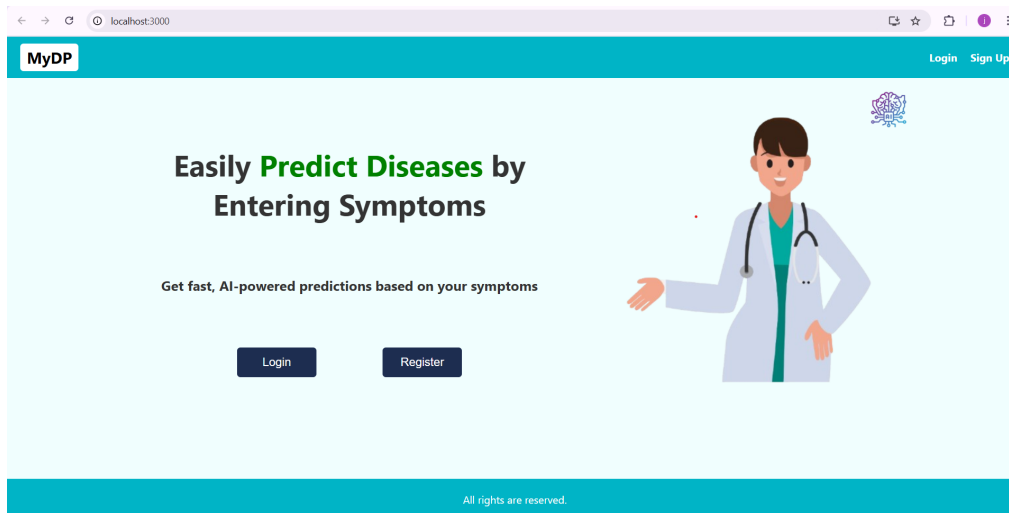 localhost:3000
j
MyDP
Login Sign Up
AI
Easily Predict Diseases by
Entering Symptoms
Get fast, AI-powered predictions based on your symptoms
Login Register
All rights are reserved.